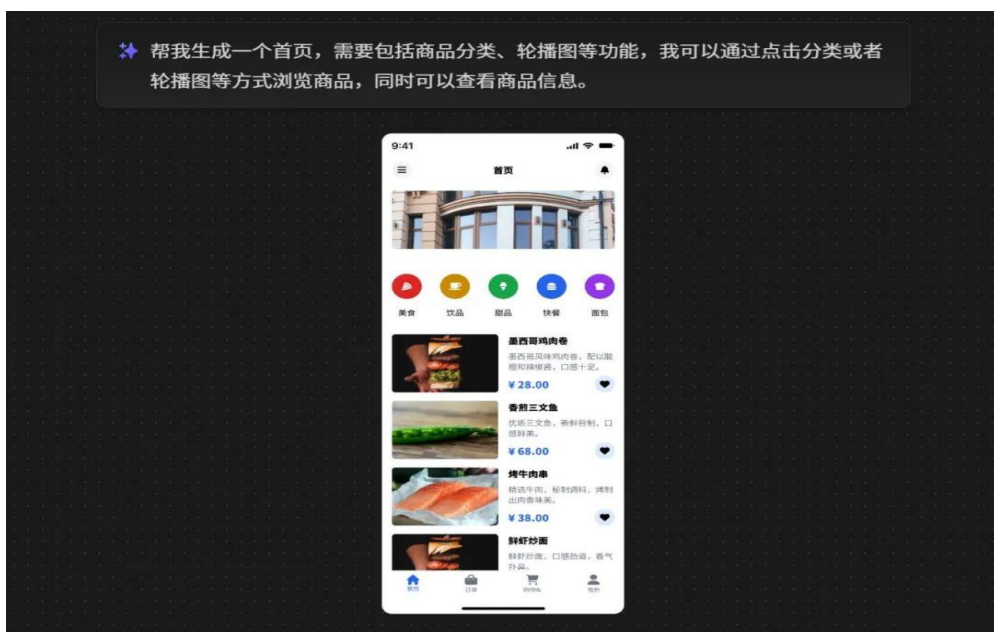 帮我生成一个首页，需要包括商品分类、轮播图等功能，我可以通过点击分类或者
轮播图等方式浏览商品，同时可以查看商品信息。
9:41
首页
美食 饮品 甜品 快餐 面包
墨西哥鸡肉卷
墨西哥风味鸡肉卷，配以酸
橙和辣椒酱，口感十足。
¥ 28.00
香煎三文鱼
优质三文鱼，新鲜煎制，口
感鲜美。
¥ 68.00
烤牛肉串
精选牛肉，秘制调料，烤制
出肉香味美。
¥ 38.00
鲜虾炒面
鲜虾炒面，口感劲道，香气
扑鼻。
首页 订单 购物车 我的